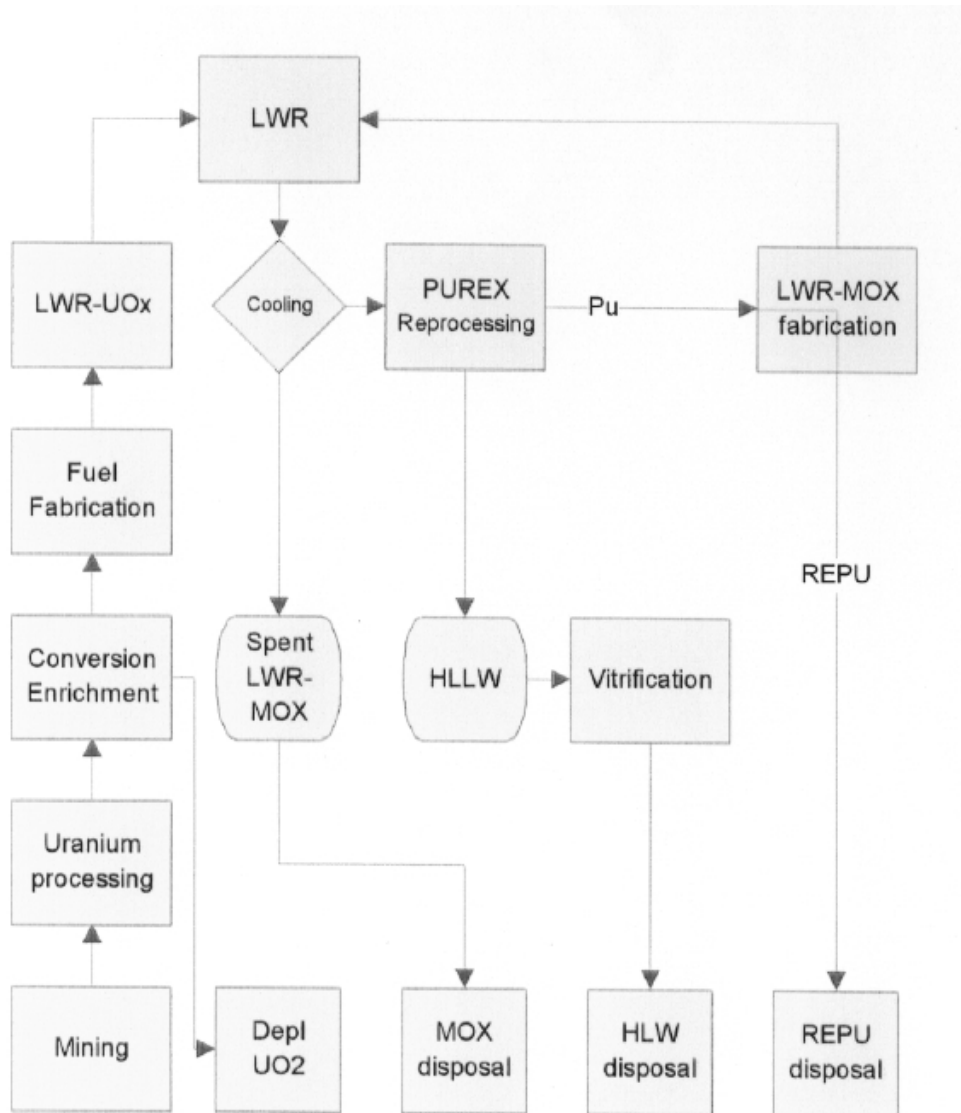 LWR
LWR-UOx
Cooling
PUREX
Reprocessing
Pu
LWR-MOX
fabrication
Fuel
Fabrication
REPU
Conversion
Enrichment
Spent
LWR-
MOX
HLLW
Vitrification
Uranium
processing
Mining
Depl
UO2
MOX
disposal
HLW
disposal
REPU
disposal